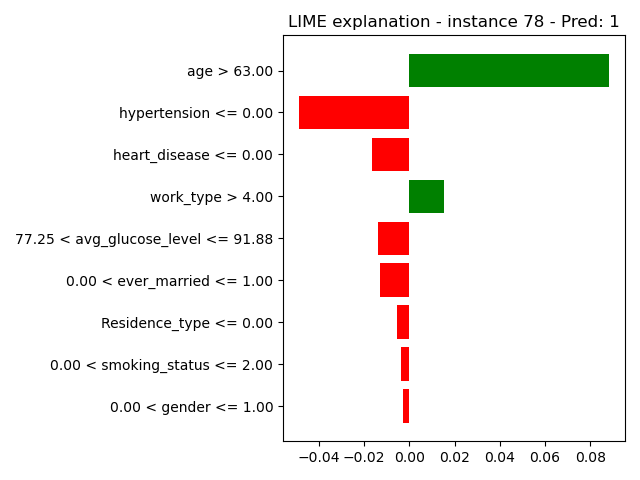 LIME explanation - instance 78 - Pred: 1
age > 63.00
hypertension <= 0.00
heart_disease <= 0.00
work_type > 4.00
77.25 < avg_glucose_level <= 91.88
0.00 < ever_married <= 1.00
Residence_type <= 0.00
0.00 < smoking_status <= 2.00
0.00 < gender <= 1.00
−0.04 −0.02 0.00 0.02 0.04 0.06 0.08